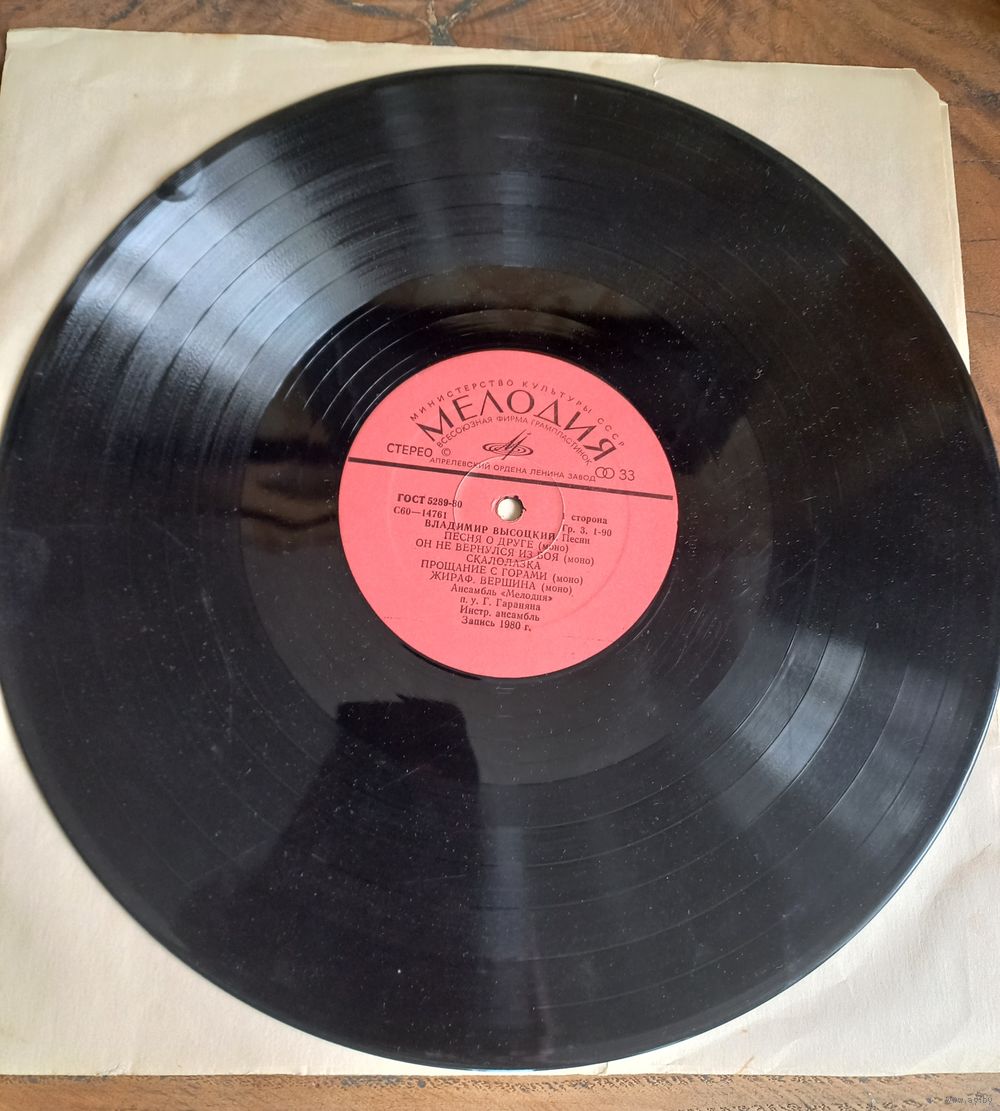 МИНИСТЕРСТВО КУЛЬТУРЫ СССР
МЕЛОДИЯ
ВСЕСОЮЗНАЯ ФИРМА ГРАМПЛАСТИНОК
СТЕРЕО © 33
АПРЕЛЕВСКИЙ ОРДЕНА ЛЕНИНА ЗАВОД
ГОСТ 5289-80
С60—14761 1 сторона
Гр. 3. 1-90
ВЛАДИМИР ВЫСОЦКИЙ. Песни
ПЕСНЯ О ДРУГЕ (моно)
ОН НЕ ВЕРНУЛСЯ ИЗ БОЯ (моно)
СКАЛОЛАЗКА
ПРОЩАНИЕ С ГОРАМИ (моно)
ЖИРАФ. ВЕРШИНА (моно)
Ансамбль «Мелодия»
п. у. Г. Гараняна
Инстр. ансамбль
Запись 1980 г.